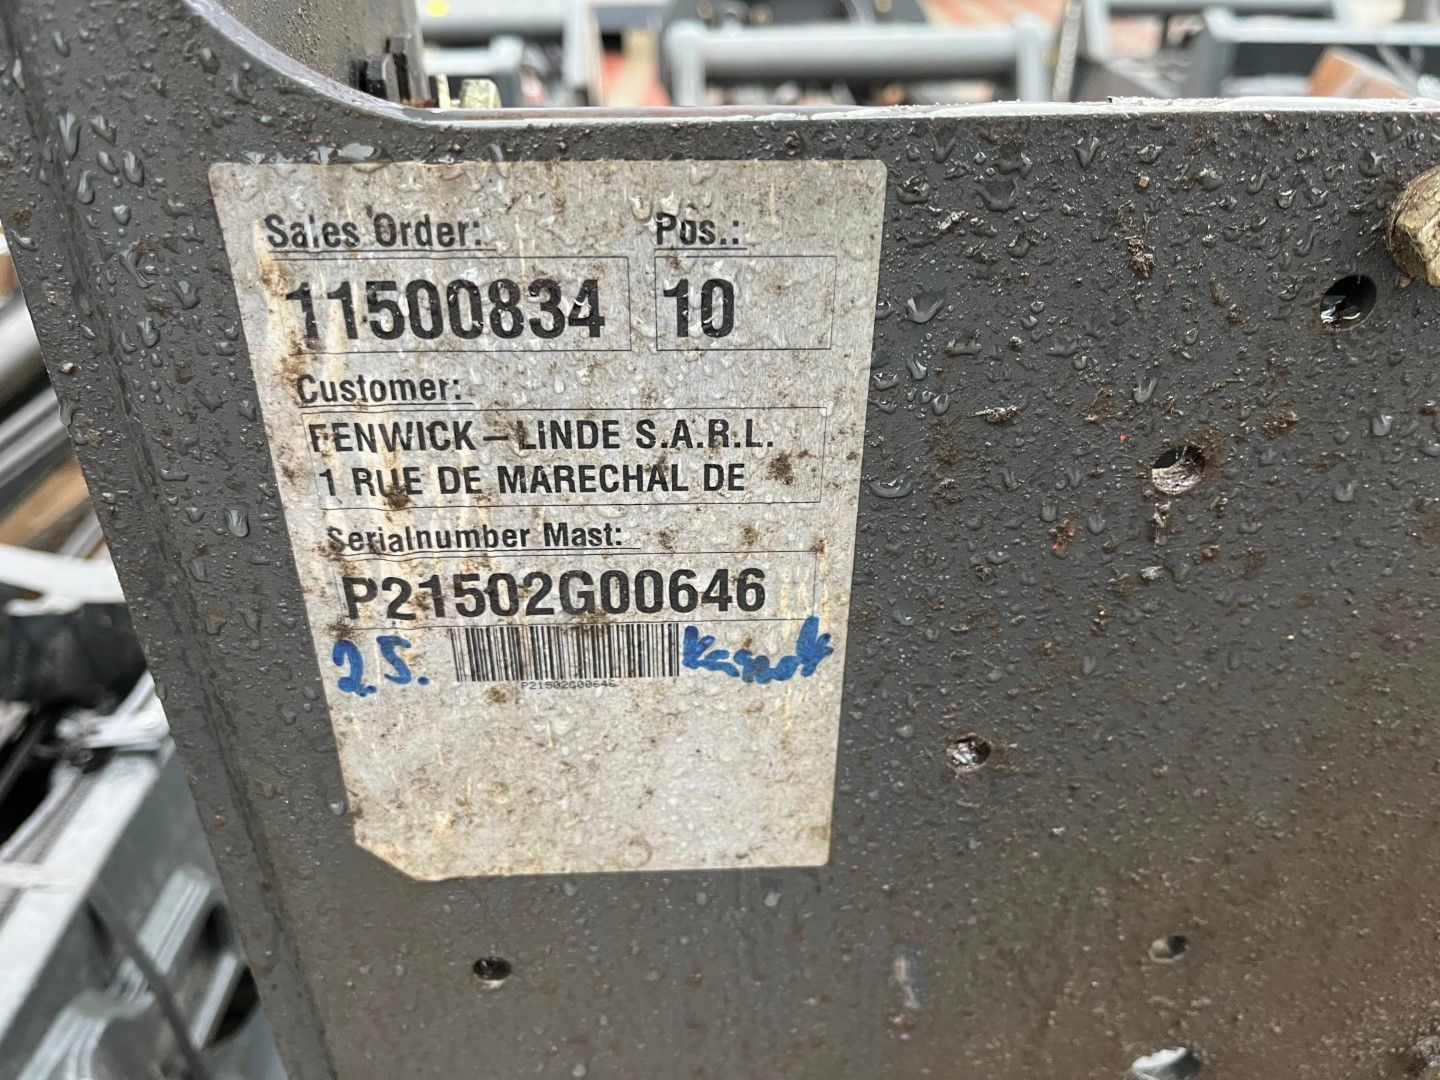 Sales Order: Pos.:
11500834 10
Customer:
FENWICK-LINDE S.A.R.L.
1 RUE DE MARECHAL DE
Serialnumber Mast:
P21502G00646
2.5.
P21502G00646